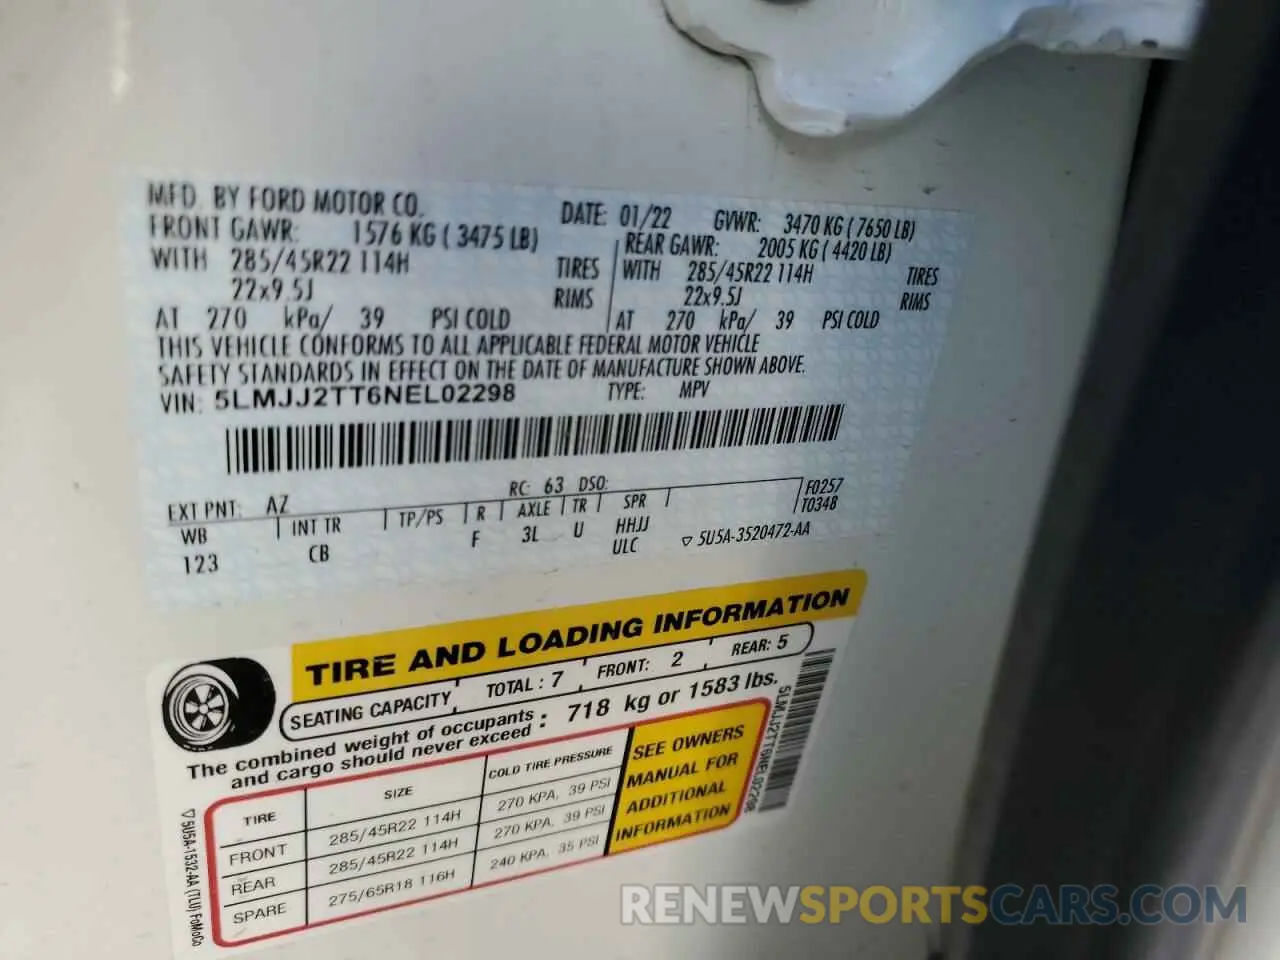 MFD. BY FORD MOTOR CO.
DATE: 01/22 GVWR: 3470 KG ( 7650 LB)
FRONT GAWR: 1576 KG ( 3475 LB)
REAR GAWR: 2005 KG ( 4420 LB)
WITH 285/45R22 114H TIRES
WITH 285/45R22 114H TIRES
22x9.5J RIMS
22x9.5J RIMS
AT 270 kPa/ 39 PSI COLD
AT 270 kPa/ 39 PSI COLD
THIS VEHICLE CONFORMS TO ALL APPLICABLE FEDERAL MOTOR VEHICLE
SAFETY STANDARDS IN EFFECT ON THE DATE OF MANUFACTURE SHOWN ABOVE.
VIN: 5LMJJ2TT6NEL02298 TYPE: MPV
EXT PNT: AZ RC: 63 DSO:
F0257
T0348
WB INT TR TP/PS R AXLE TR SPR
123 CB F 3L U HHJJ
ULC
▽ 5U5A-3520472-AA
TIRE AND LOADING INFORMATION
SEATING CAPACITY TOTAL : 7 FRONT: 2 REAR: 5
The combined weight of occupants : 718 kg or 1583 lbs.
and cargo should never exceed
TIRE SIZE COLD TIRE PRESSURE
FRONT 285/45R22 114H 270 KPA, 39 PSI
REAR 285/45R22 114H 270 KPA, 39 PSI
SPARE 275/65R18 116H 240 KPA, 35 PSI
SEE OWNERS
MANUAL FOR
ADDITIONAL
INFORMATION
5LMJJ2TT6NEL02298
▽ 5U5A-1532-AA (TLU) FoMoCo
RENEWSPORTSCARS.COM